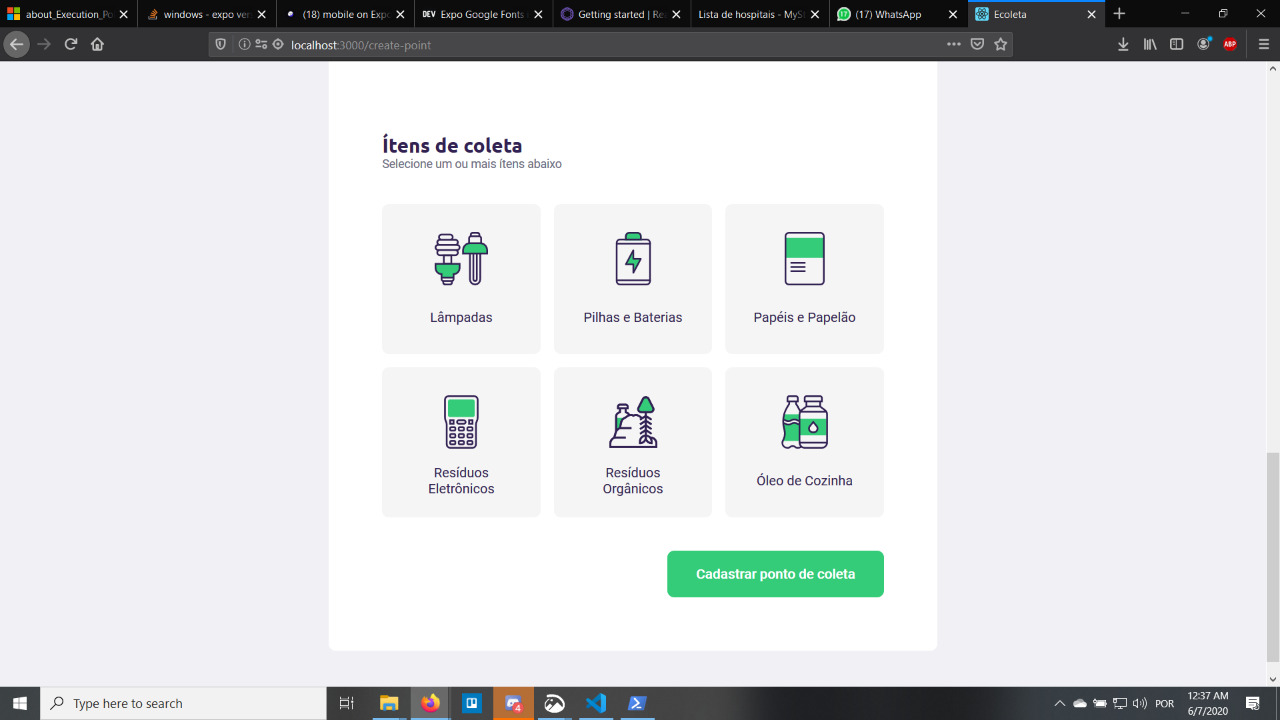 about_Execution_Po
windows - expo ver
(18) mobile on Expo
DEV Expo Google Fonts
Getting started | Re
Lista de hospitais - MySt
(17) WhatsApp
Ecoleta
localhost:3000/create-point
ABP
Ítens de coleta
Selecione um ou mais ítens abaixo
Lâmpadas
Pilhas e Baterias
Papéis e Papelão
Resíduos
Eletrônicos
Resíduos
Orgânicos
Óleo de Cozinha
Cadastrar ponto de coleta
Type here to search
4
POR
12:37 AM
6/7/2020